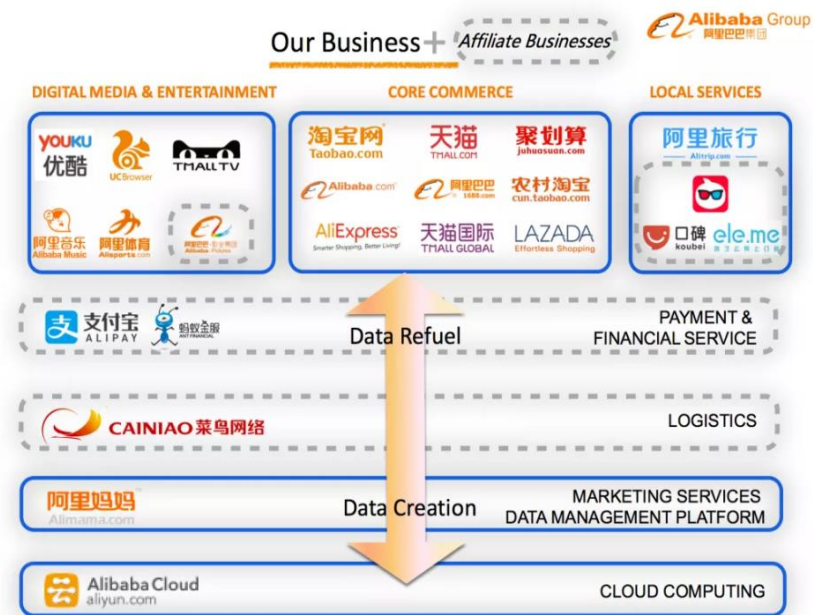 Our Business + Affiliate Businesses
Alibaba Group
阿里巴巴集团
DIGITAL MEDIA & ENTERTAINMENT
CORE COMMERCE
LOCAL SERVICES
YOUKU
优酷
UCBrowser
TMALL TV
阿里音乐
Alibaba Music
阿里体育
Alisports.com
淘宝网
Taobao.com
天猫
TMALL.COM
聚划算
juhuasuan.com
Alibaba.com
阿里巴巴
1688.com
农村淘宝
cun.taobao.com
AliExpress
Smarter Shopping, Better Living!
天猫国际
TMALL GLOBAL
LAZADA
Effortless Shopping
阿里旅行
Alitrip.com
口碑
koubei
ele.me
支付宝
ALIPAY
蚂蚁金服
ANT FINANCIAL
Data Refuel
PAYMENT &
FINANCIAL SERVICE
CAINIAO 菜鸟网络
LOGISTICS
阿里妈妈
Alimama.com
Data Creation
MARKETING SERVICES
DATA MANAGEMENT PLATFORM
Alibaba Cloud
aliyun.com
CLOUD COMPUTING